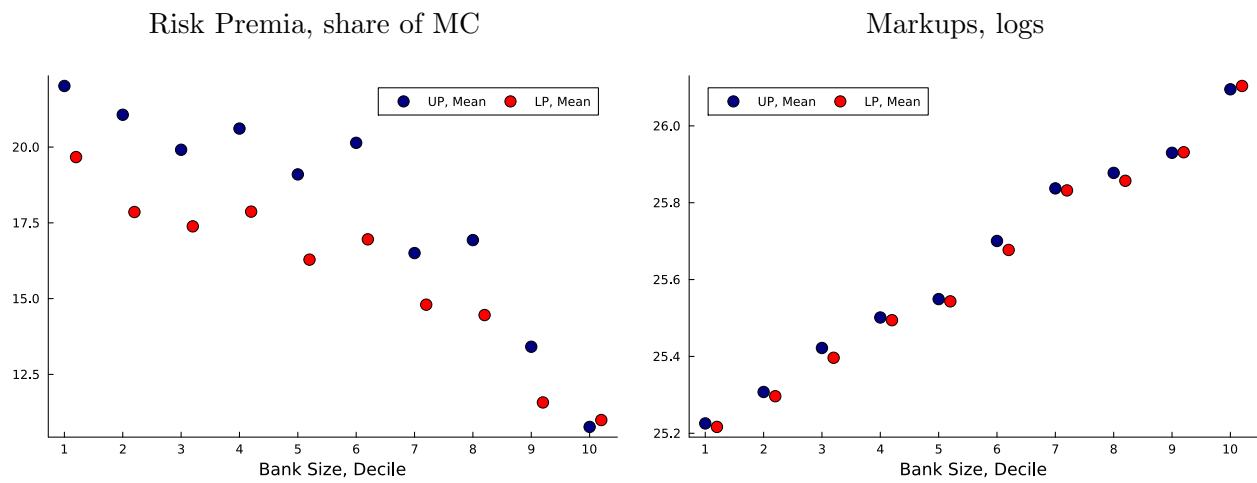 Risk Premia, share of MC
UP, Mean LP, Mean
20.0
17.5
15.0
12.5
1 2 3 4 5 6 7 8 9 10
Bank Size, Decile
Markups, logs
UP, Mean LP, Mean
26.0
25.8
25.6
25.4
25.2
1 2 3 4 5 6 7 8 9 10
Bank Size, Decile